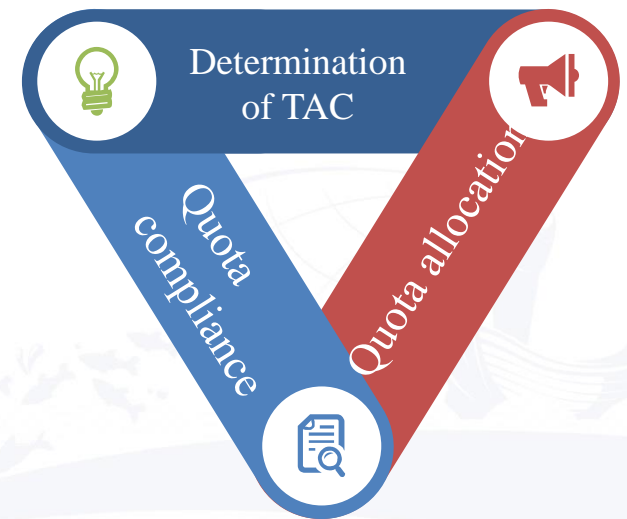 Determination
of TAC
Quota
compliance
Quota allocation